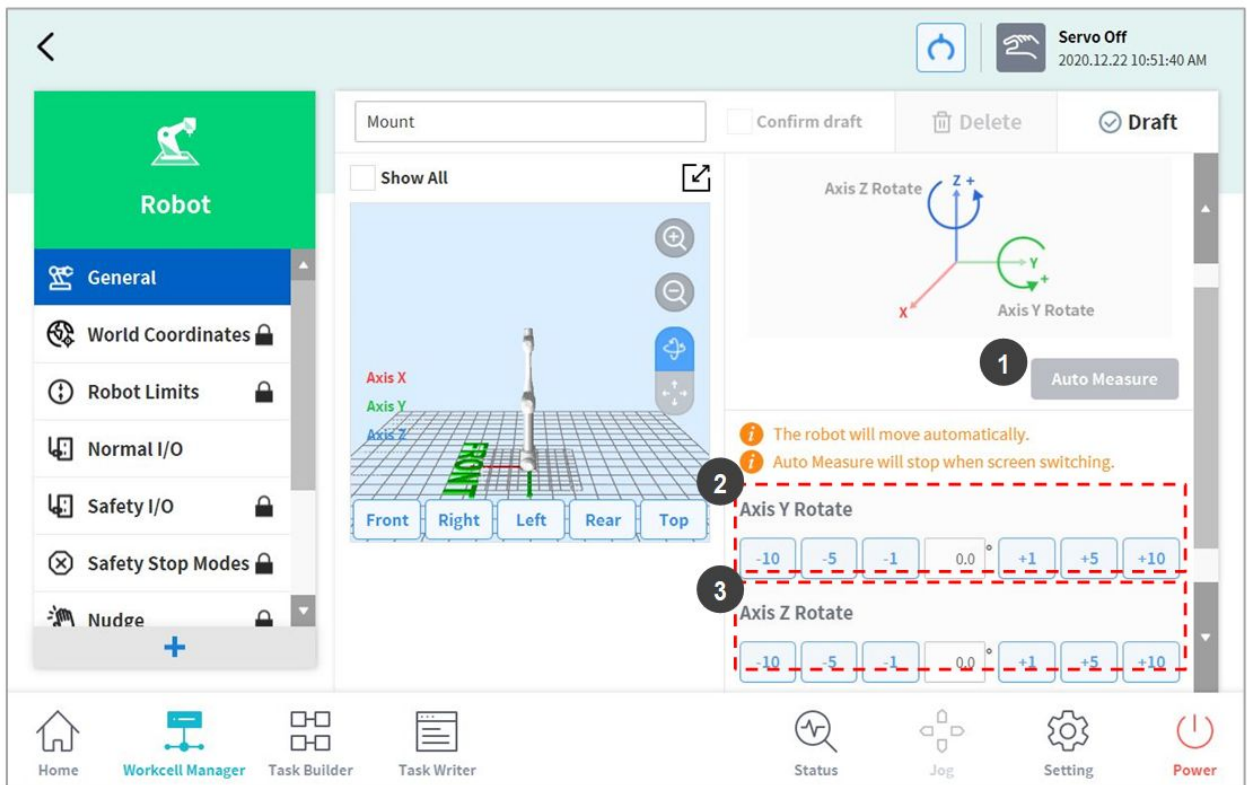 Servo Off
2020.12.22 10:51:40 AM
Robot
General
World Coordinates
Robot Limits
Normal I/O
Safety I/O
Safety Stop Modes
Nudge
+
Mount
Confirm draft
Delete
Draft
Show All
Axis X
Axis Y
Axis Z
FRONT
Front Right Left Rear Top
Axis Z Rotate
Z +
Y
+
X
Axis Y Rotate
1
Auto Measure
i The robot will move automatically.
i Auto Measure will stop when screen switching.
2
Axis Y Rotate
-10 -5 -1 0.0 ° +1 +5 +10
3
Axis Z Rotate
-10 -5 -1 0.0 ° +1 +5 +10
Home Workcell Manager Task Builder Task Writer Status Jog Setting Power